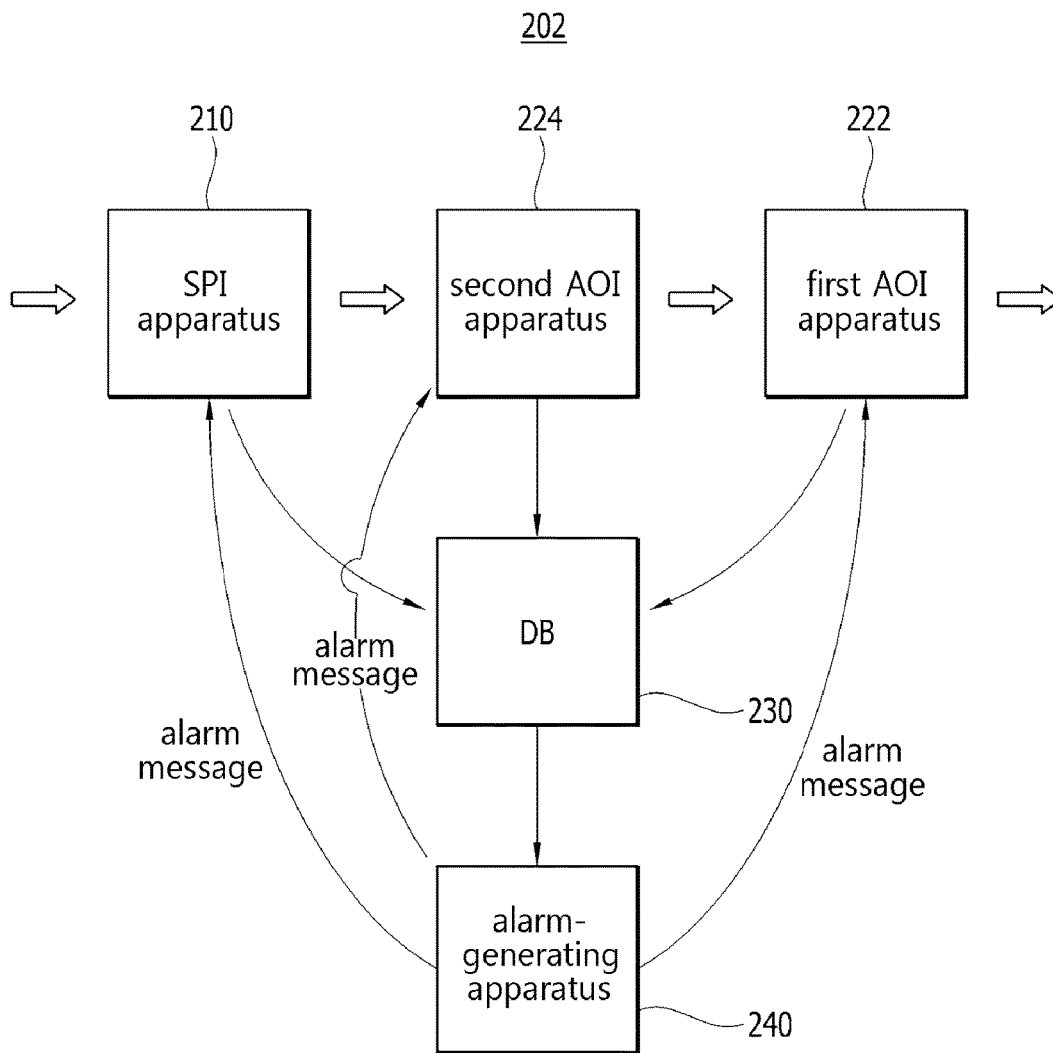 202
210
224
222
SPI
apparatus
second AOI
apparatus
first AOI
apparatus
DB
alarm
message
230
alarm
message
alarm
message
alarm-
generating
apparatus
240